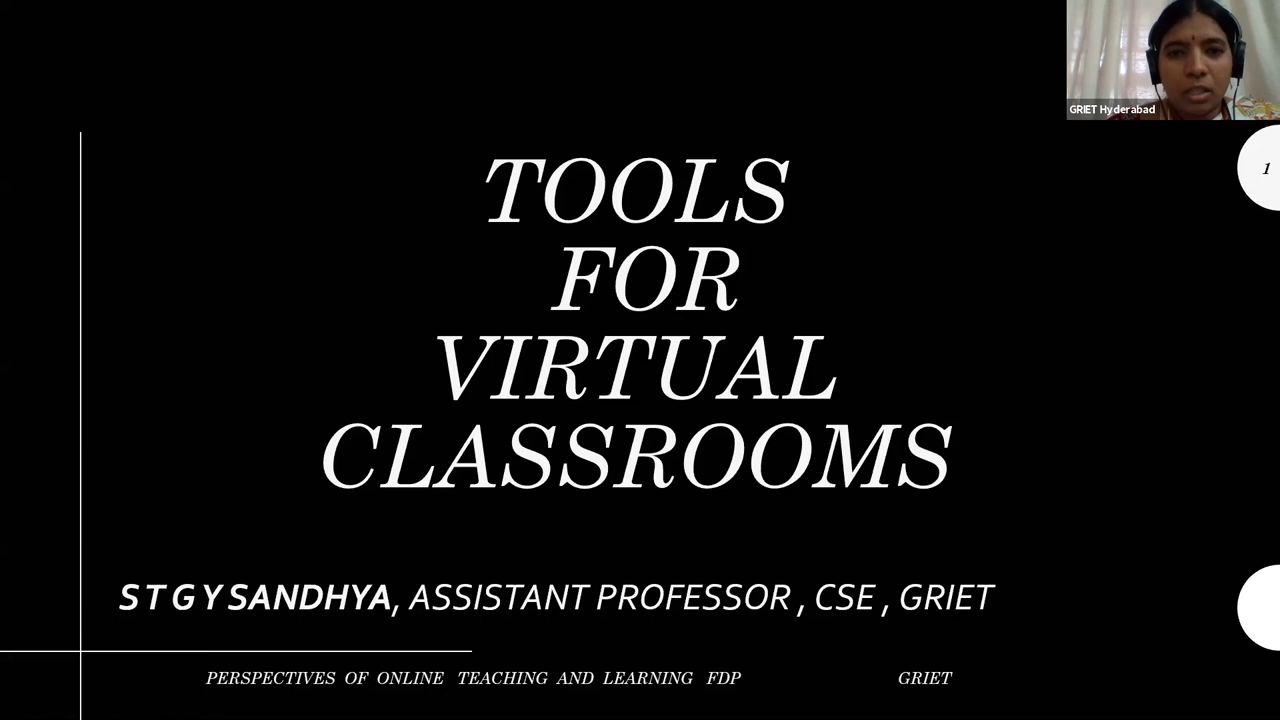 GRIET Hyderabad
1
TOOLS
FOR
VIRTUAL
CLASSROOMS
S T G Y SANDHYA, ASSISTANT PROFESSOR , CSE , GRIET
PERSPECTIVES OF ONLINE TEACHING AND LEARNING FDP GRIET